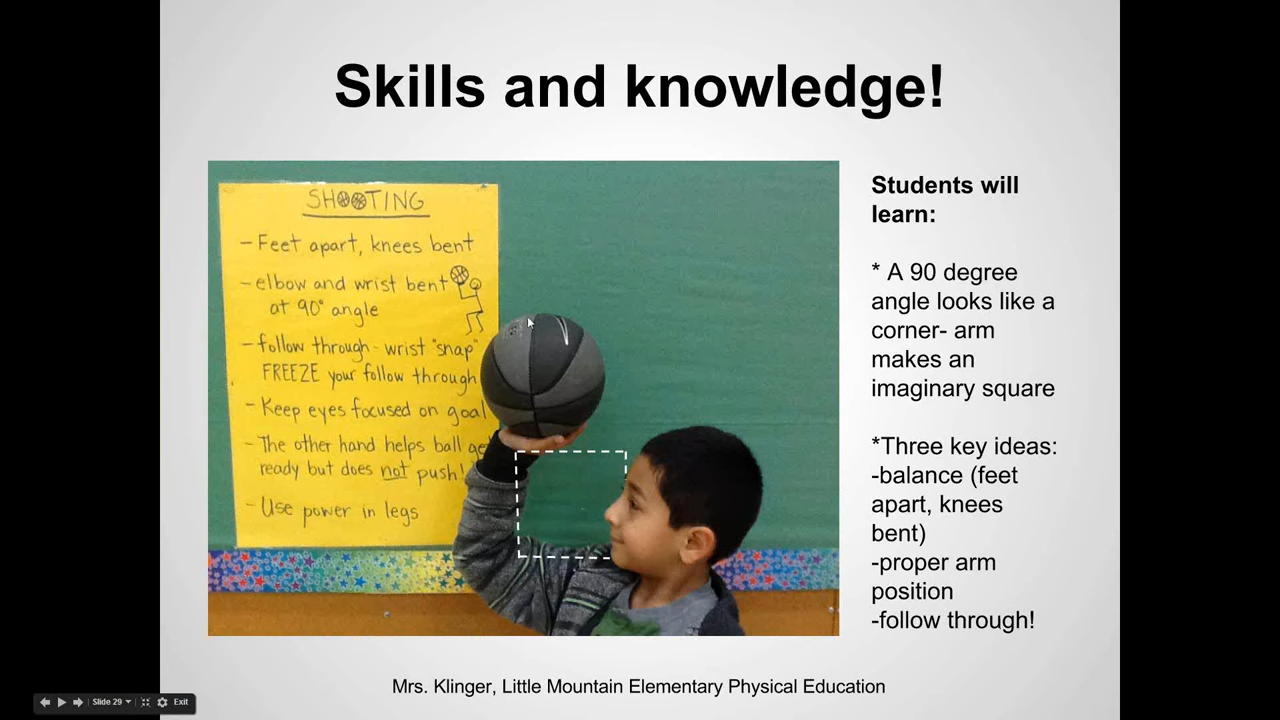 Skills and knowledge!
SHOOTING
- Feet apart, knees bent
- elbow and wrist bent
at 90° angle
- follow through - wrist "snap"
FREEZE your follow through
- Keep eyes focused on goal
- The other hand helps ball
ready but does not push!
- Use power in legs
Students will
learn:
* A 90 degree
angle looks like a
corner- arm
makes an
imaginary square
*Three key ideas:
-balance (feet
apart, knees
bent)
-proper arm
position
-follow through!
Mrs. Klinger, Little Mountain Elementary Physical Education
Slide 29
Exit